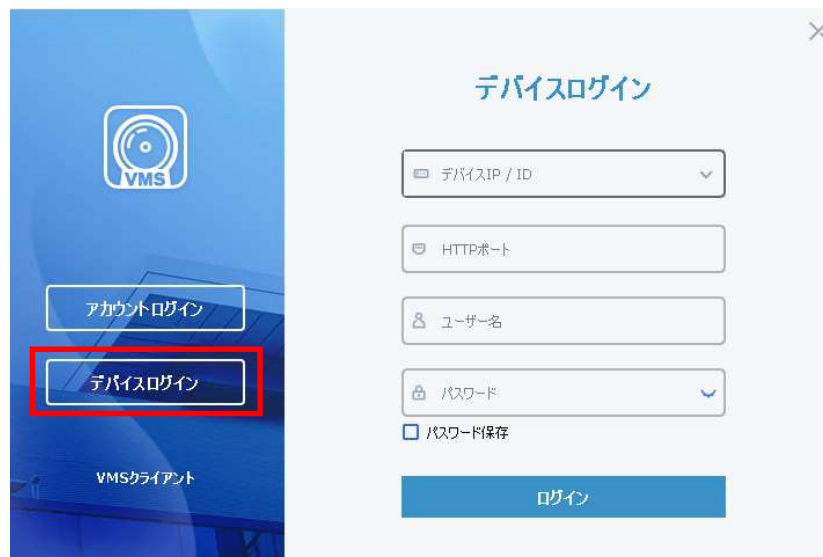 VMS
アカウントログイン
デバイスログイン
VMSクライアント
デバイスログイン
デバイスIP / ID
HTTPポート
ユーザー名
パスワード
パスワード保存
ログイン